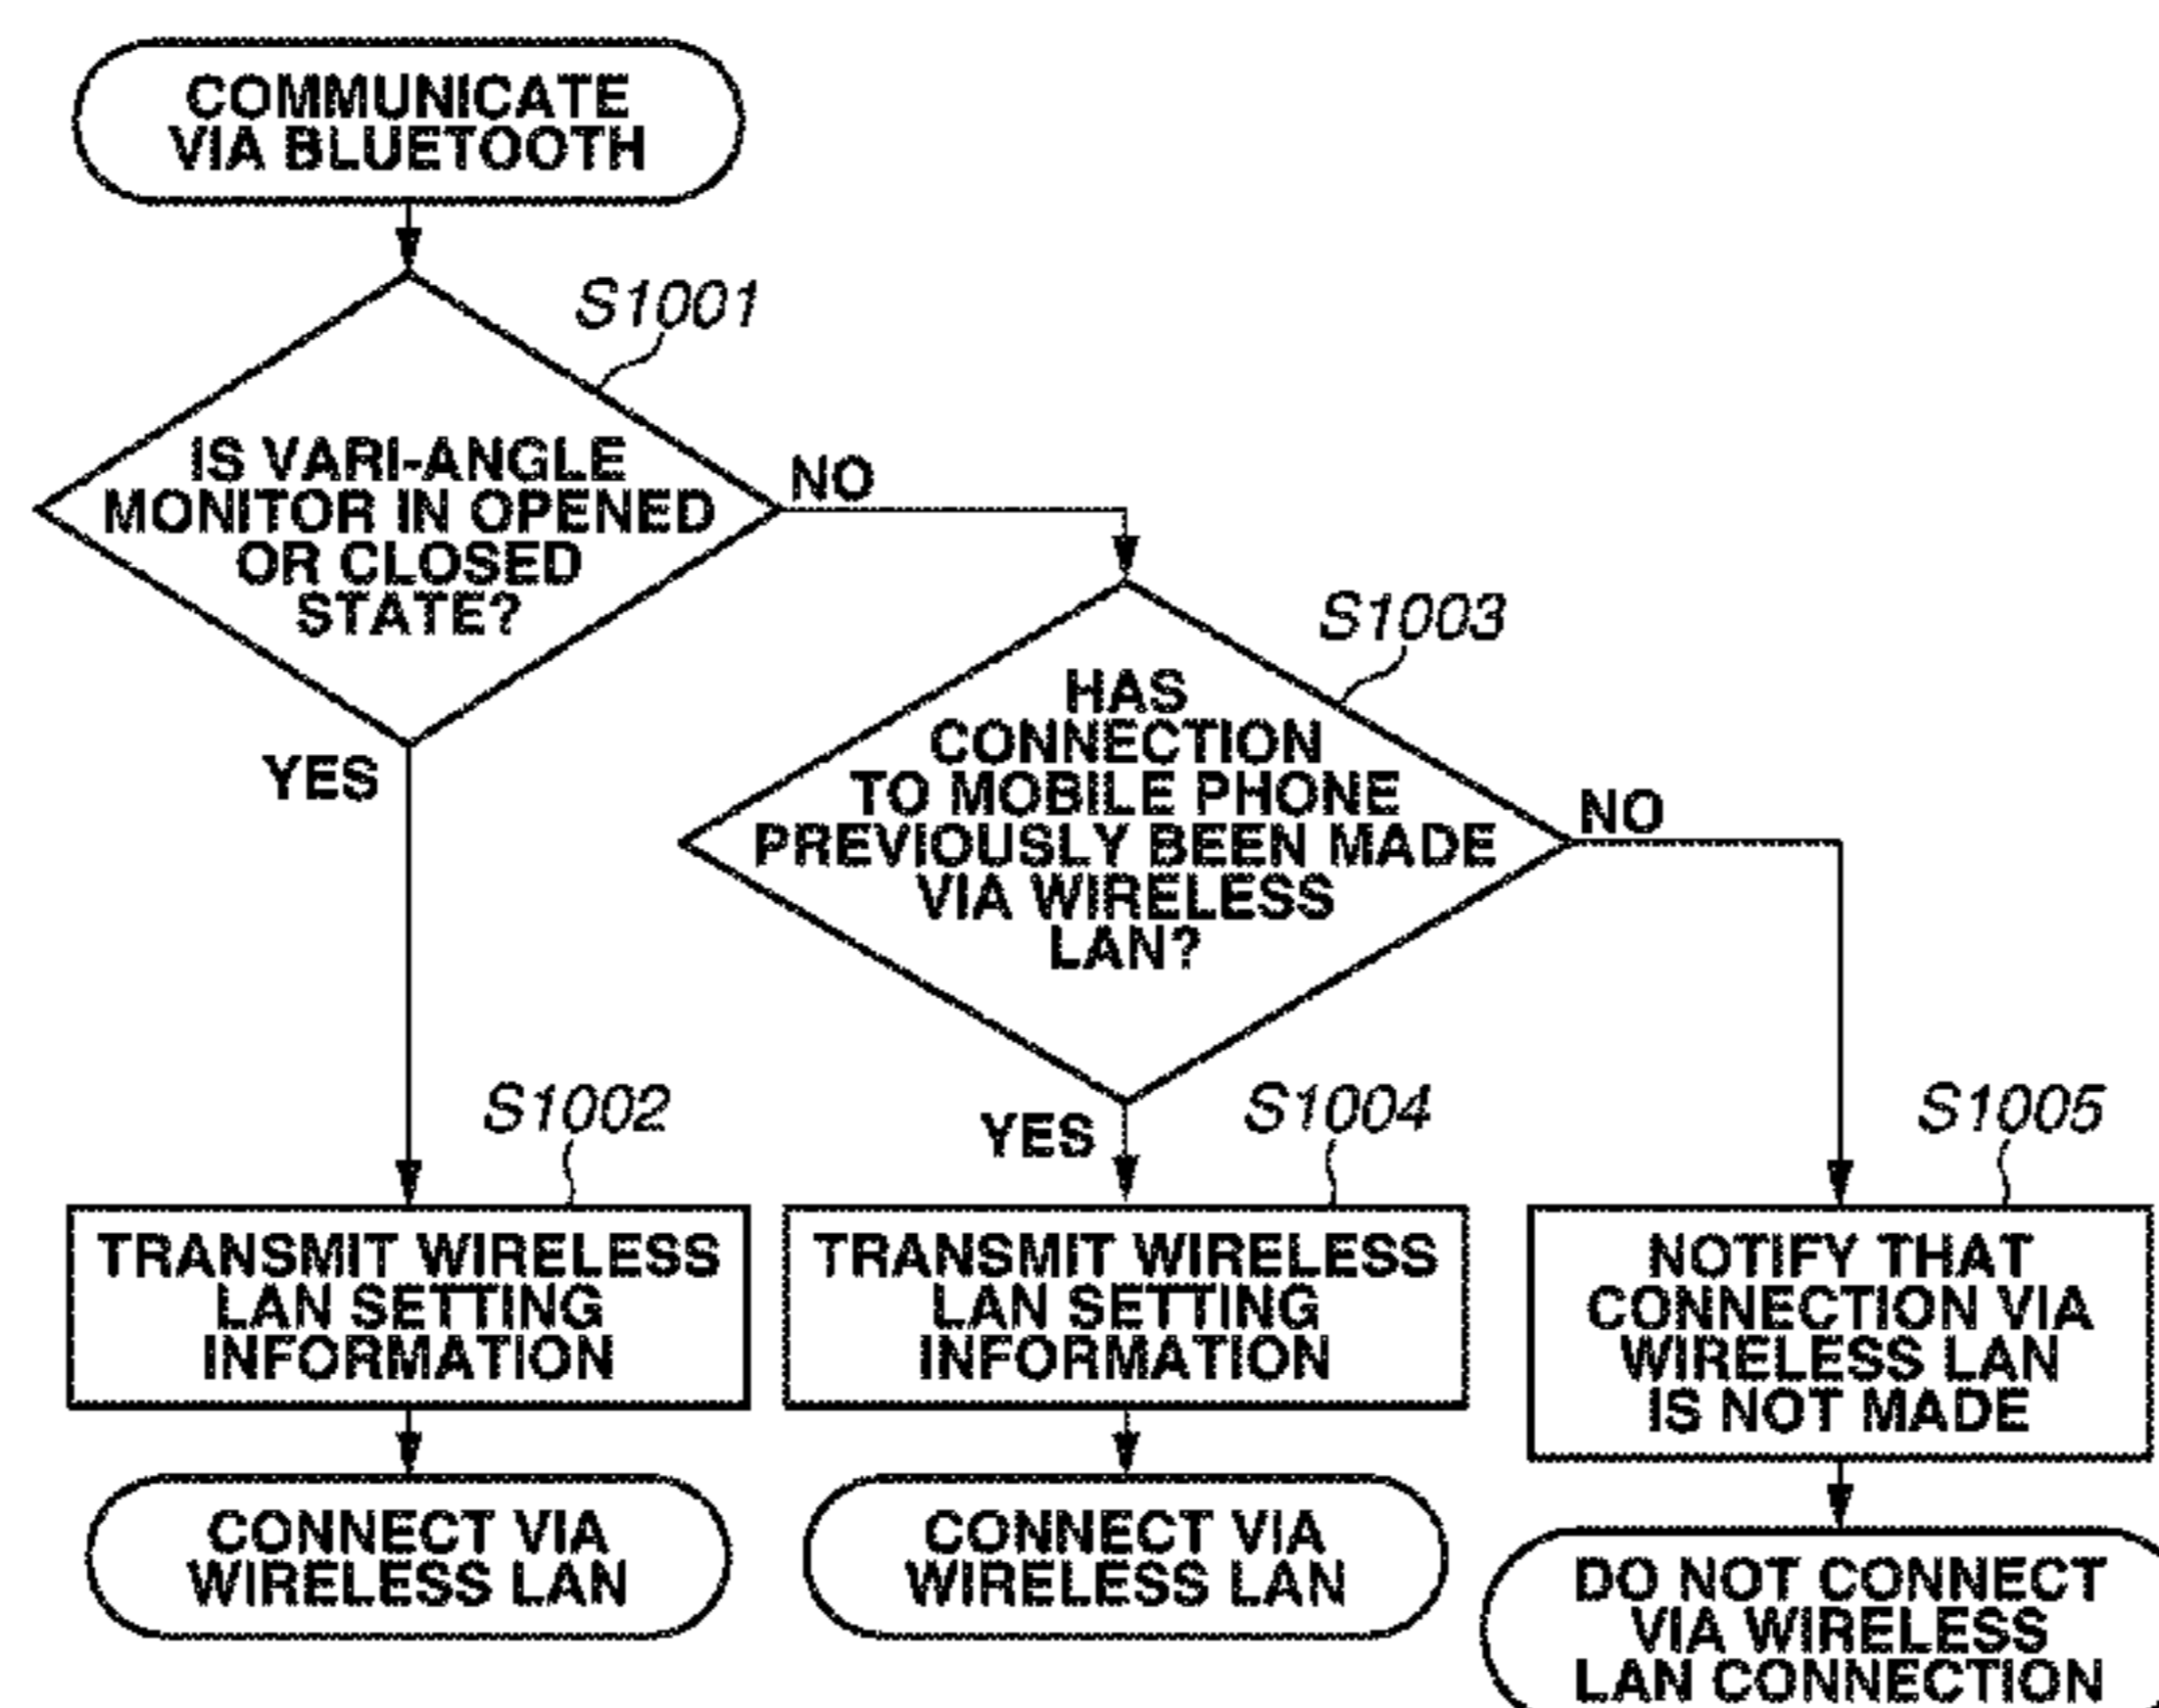 COMMUNICATE
VIA BLUETOOTH
S1001
IS VARI-ANGLE
MONITOR IN OPENED
OR CLOSED
STATE?
NO
YES
S1003
HAS
CONNECTION
TO MOBILE PHONE
PREVIOUSLY BEEN MADE
VIA WIRELESS
LAN?
NO
YES
S1002
TRANSMIT WIRELESS
LAN SETTING
INFORMATION
S1004
TRANSMIT WIRELESS
LAN SETTING
INFORMATION
S1005
NOTIFY THAT
CONNECTION VIA
WIRELESS LAN
IS NOT MADE
CONNECT VIA
WIRELESS LAN
CONNECT VIA
WIRELESS LAN
DO NOT CONNECT
VIA WIRELESS
LAN CONNECTION